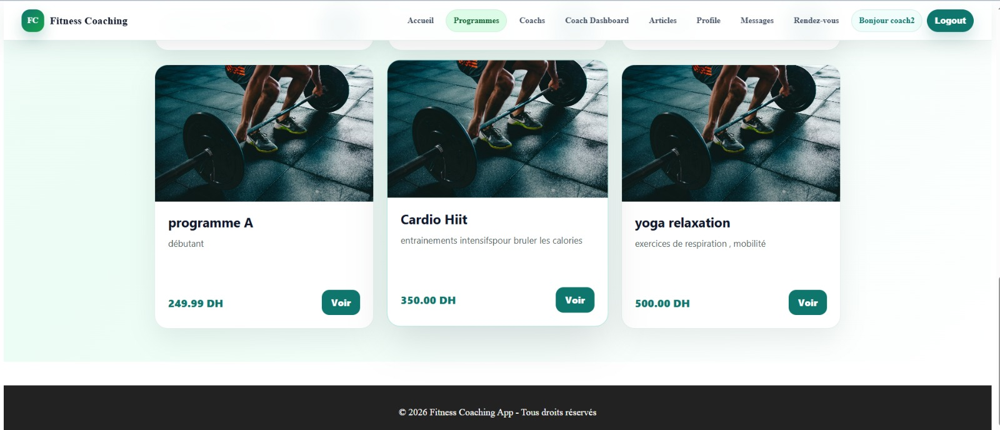 FC Fitness Coaching Accueil Programmes Coachs Coach Dashboard Articles Profile Messages Rendez-vous Bonjour coach2 Logout
programme A
débutant
249.99 DH Voir
Cardio Hiit
entrainements intensifspour bruler les calories
350.00 DH Voir
yoga relaxation
exercices de respiration , mobilité
500.00 DH Voir
© 2026 Fitness Coaching App - Tous droits réservés